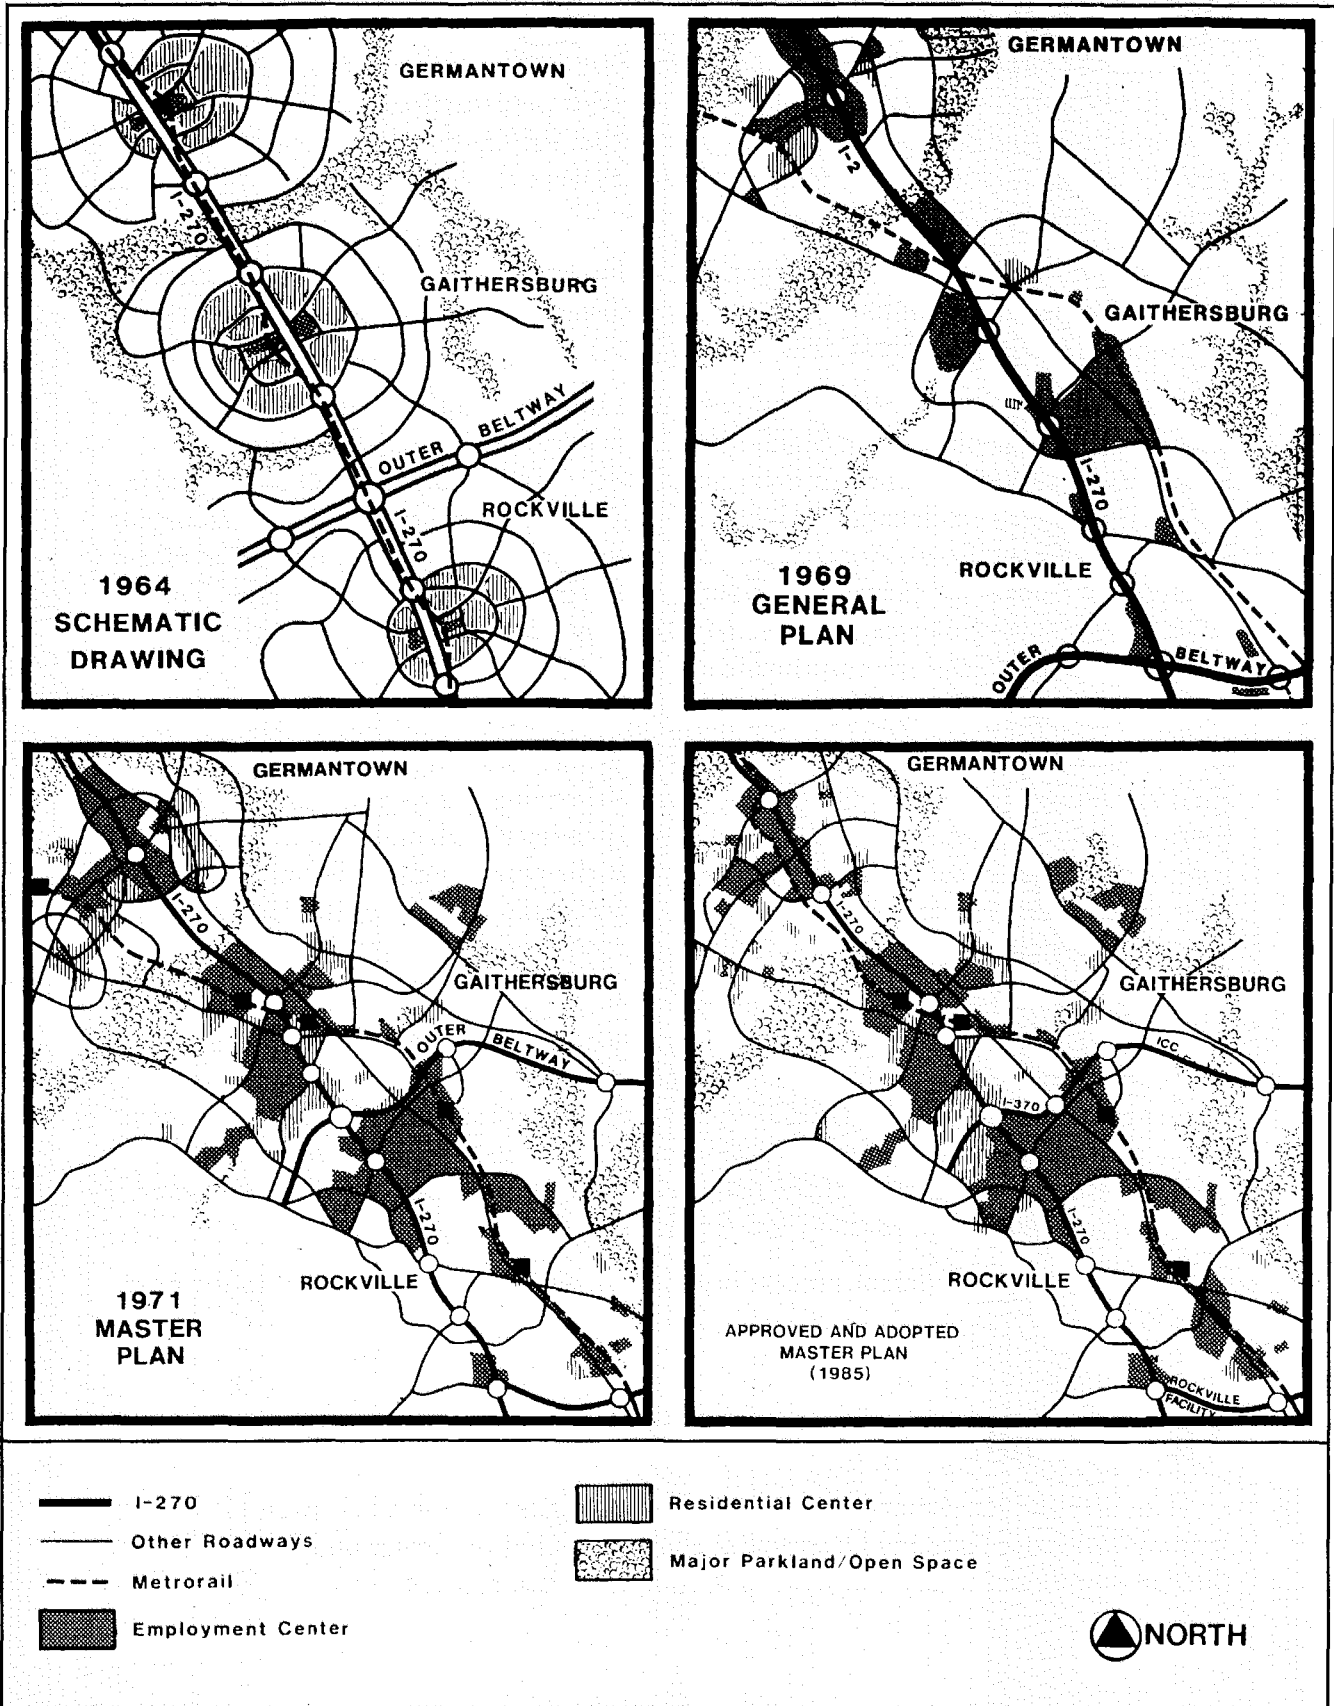 GERMANTOWN
I-270
GAITHERSBURG
OUTER BELTWAY
ROCKVILLE
I-270
1964
SCHEMATIC
DRAWING
GERMANTOWN
I-2
GAITHERSBURG
I-270
ROCKVILLE
1969
GENERAL
PLAN
OUTER BELTWAY
GERMANTOWN
I-270
GAITHERSBURG
OUTER BELTWAY
I-270
ROCKVILLE
1971
MASTER
PLAN
GERMANTOWN
I-270
GAITHERSBURG
ICC
I-370
I-270
ROCKVILLE
APPROVED AND ADOPTED
MASTER PLAN
(1985)
ROCKVILLE
FACILITY
I-270
Other Roadways
Metrorail
Employment Center
Residential Center
Major Parkland/Open Space
NORTH